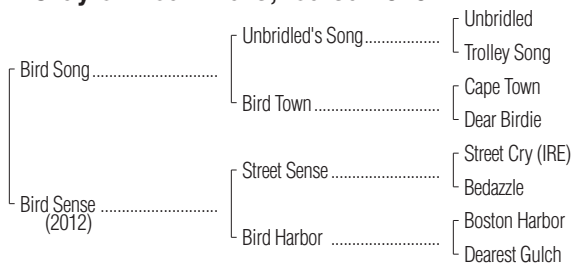 Unbridled
Unbridled's Song
Trolley Song
Bird Song
Cape Town
Bird Town
Dear Birdie
Street Cry (IRE)
Street Sense
Bedazzle
Bird Sense
(2012)
Boston Harbor
Bird Harbor
Dearest Gulch